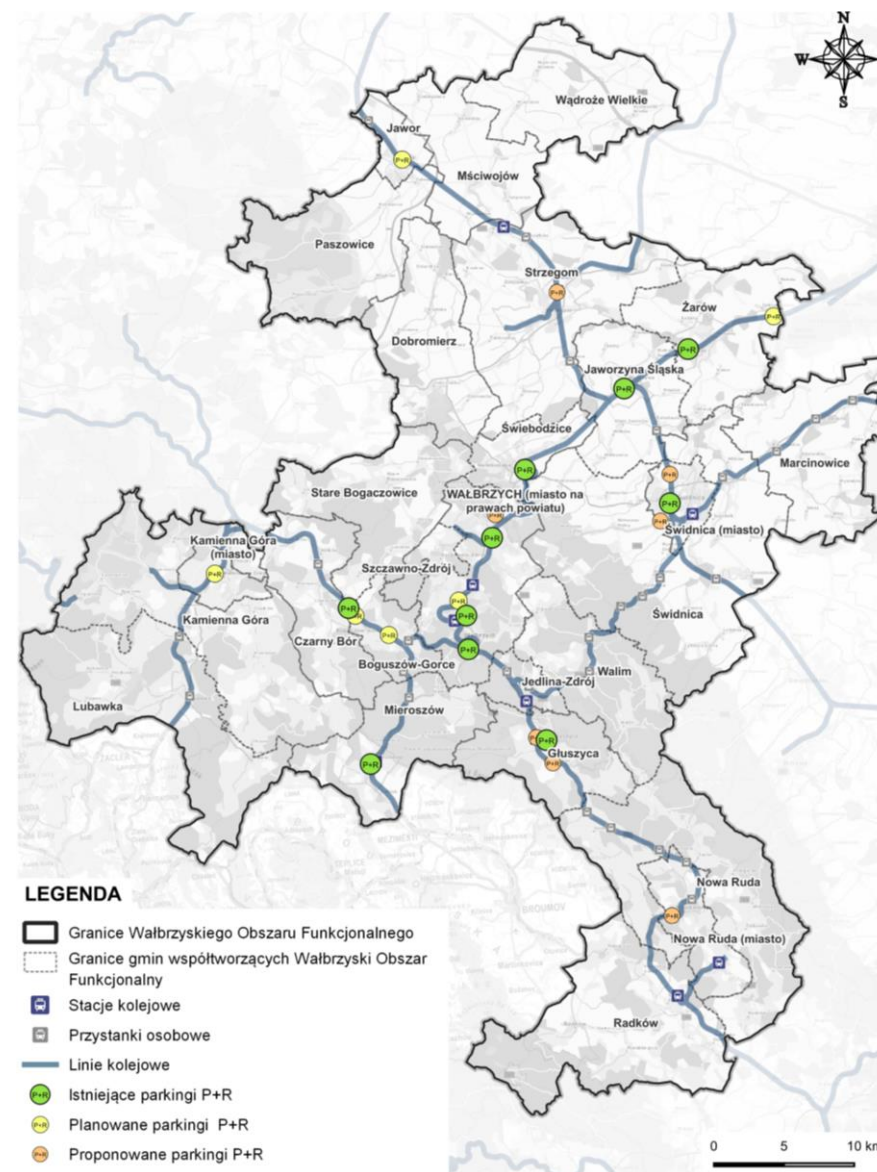 N
W E
S
Wądroże Wielkie
Jawor
P+R
Mściwojów
Paszowice
Strzegom
P+R
Żarów
P+R
Dobromierz
P+R
Jaworzyna Śląska
P+R
Świebodzice
Marcinowice
P+R
P+R
Stare Bogaczowice
WAŁBRZYCH (miasto na
prawach powiatu)
P+R
P+R
P+R
Świdnica (miasto)
Kamienna Góra
(miasto)
P+R
Szczawno-Zdrój
P+R
P+R
P+R
P+R
P+R
Świdnica
Kamienna Góra
Czarny Bór
P+R
P+R
Boguszów-Gorce
Walim
Jedlina-Zdrój
Lubawka
Mieroszów
P+R
P+R
Głuszyca
P+R
P+R
BROUMOV
Nowa Ruda
P+R
Nowa Ruda (miasto)
Radków
LEGENDA
Granice Wałbrzyskiego Obszaru Funkcjonalnego
Granice gmin współtworzących Wałbrzyski Obszar
Funkcjonalny
Stacje kolejowe
Przystanki osobowe
Linie kolejowe
P+R Istniejące parkingi P+R
P+R Planowane parkingi P+R
P+R Proponowane parkingi P+R
0 5 10 km